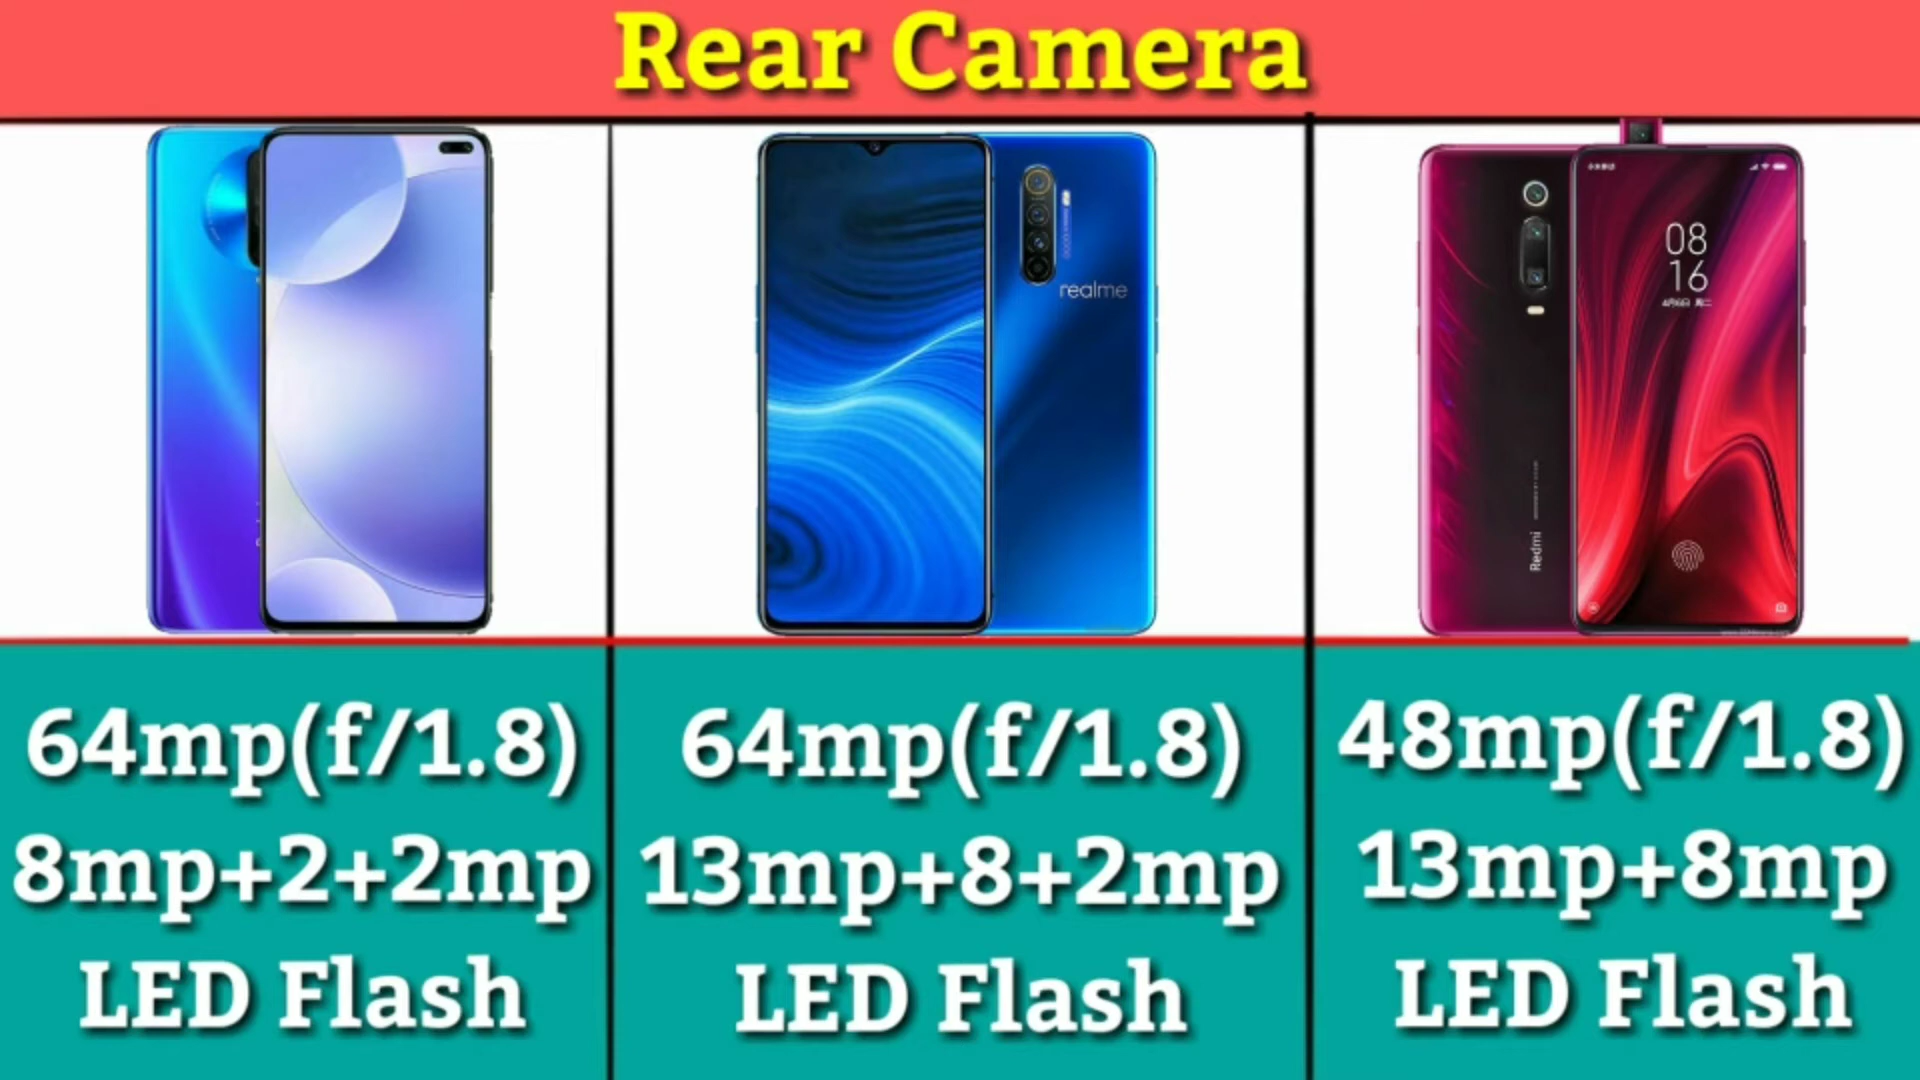 Rear Camera
realme
08
16
Redmi
64mp(f/1.8)
8mp+2+2mp
LED Flash
64mp(f/1.8)
13mp+8+2mp
LED Flash
48mp(f/1.8)
13mp+8mp
LED Flash